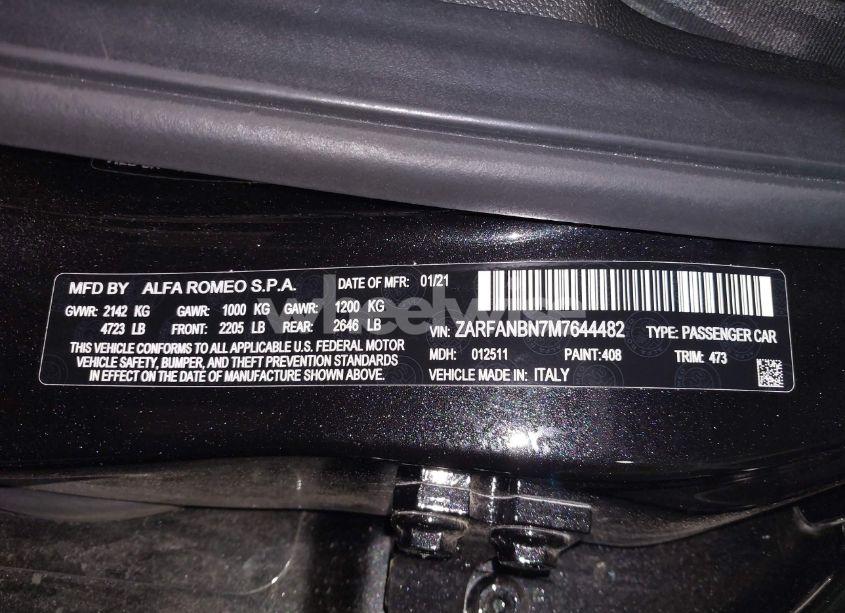 MFD BY ALFA ROMEO S.P.A. DATE OF MFR: 01/21
GVWR: 2142 KG GAWR: 1000 KG GAWR: 1200 KG
4723 LB FRONT: 2205 LB REAR: 2646 LB
THIS VEHICLE CONFORMS TO ALL APPLICABLE U.S. FEDERAL MOTOR
VEHICLE SAFETY, BUMPER, AND THEFT PREVENTION STANDARDS
IN EFFECT ON THE DATE OF MANUFACTURE SHOWN ABOVE.
VIN: ZARFANBN7M7644482 TYPE: PASSENGER CAR
MDH: 012511 PAINT:408 TRIM: 473
VEHICLE MADE IN: ITALY
wheelwise